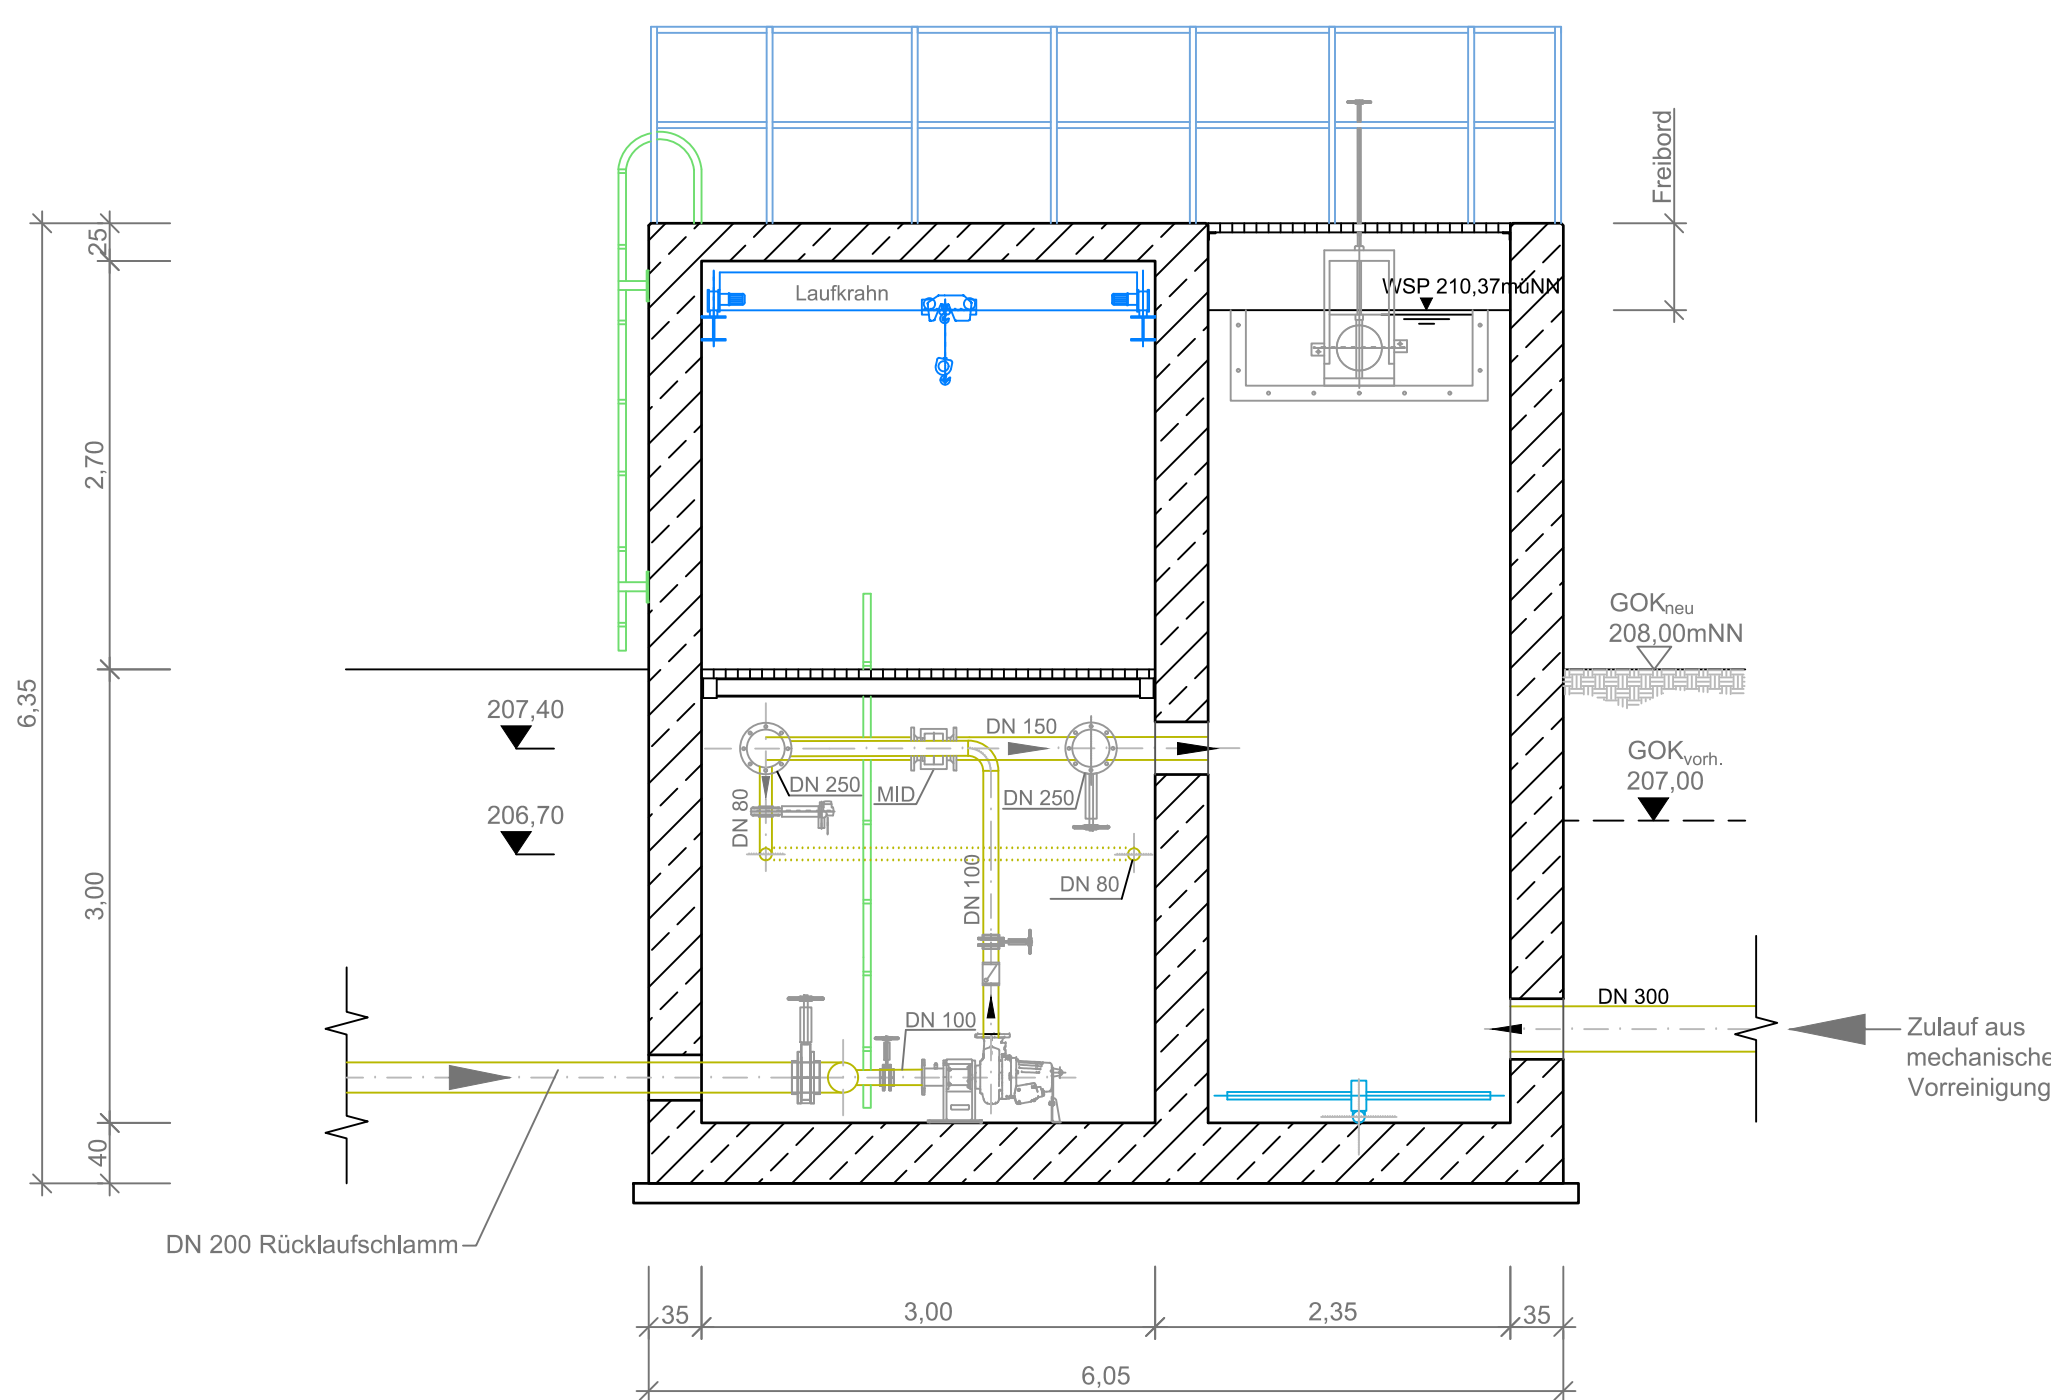 Freibord
25
Laufkrahn
WSP 210,37müNN
2,70
6,35
GOKneu
208,00mNN
207,40
DN 150
GOKvorh.
207,00
DN 250
MID
DN 250
DN 80
206,70
DN 80
DN 100
3,00
DN 300
DN 100
Zulauf aus
mechanische
Vorreinigung
40
DN 200 Rücklaufschlamm
35
3,00
2,35
35
6,05